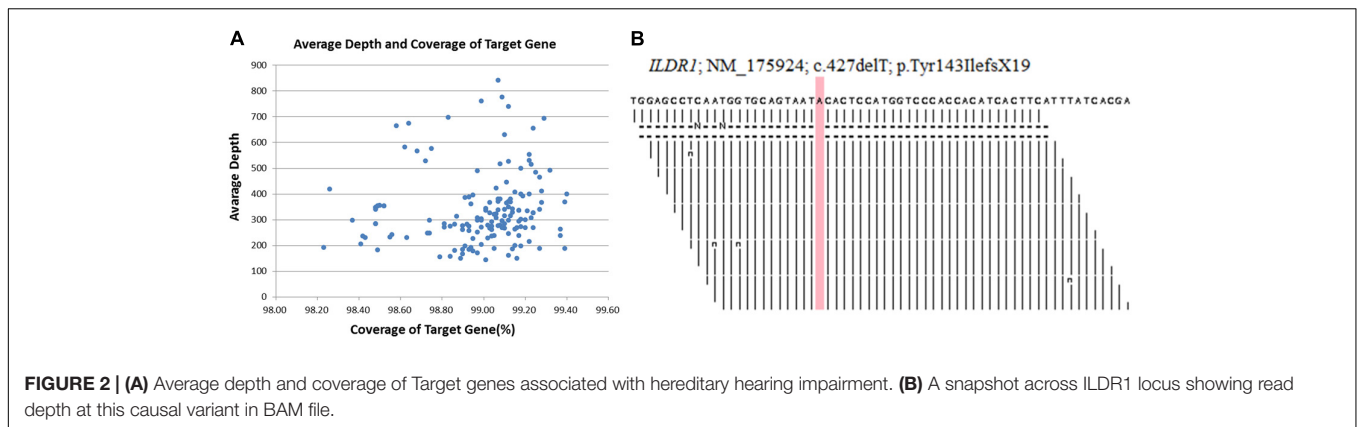 A
Average Depth and Coverage of Target Gene
900
800
700
600
500
400
300
200
100
0
Avarage Depth
98.00 98.20 98.40 98.60 98.80 99.00 99.20 99.40 99.60
Coverage of Target Gene(%)
B
ILDR1; NM_175924; c.427delT; p.Tyr143IlefsX19
TGGAGCCTCAATGGTGCAGTAATACACTCCATGGTCCCACCACATCACTTCATTTATCACGA
N N
n
n n
n
FIGURE 2 | (A) Average depth and coverage of Target genes associated with hereditary hearing impairment. (B) A snapshot across ILDR1 locus showing read
depth at this causal variant in BAM file.